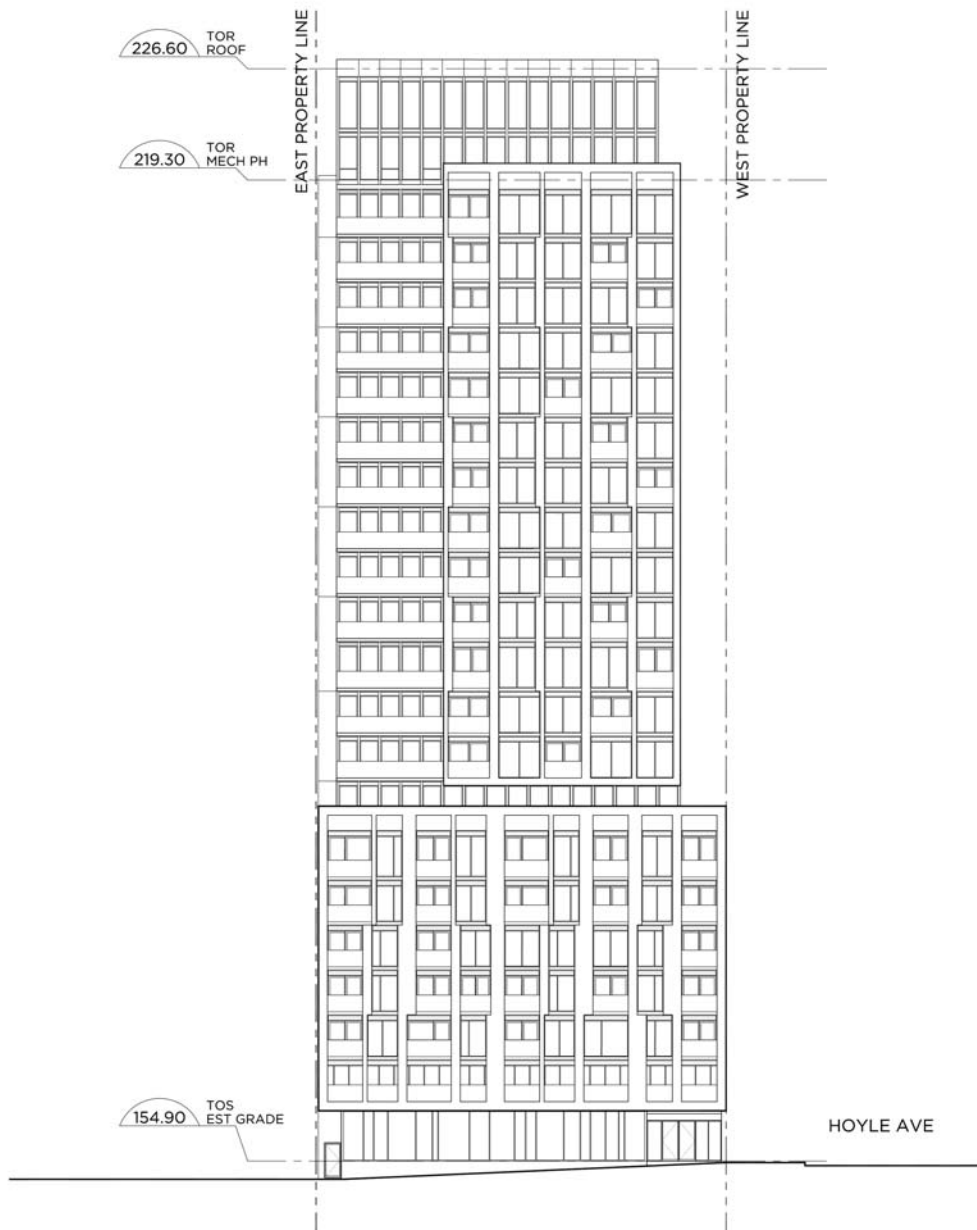 226.60
TOR
ROOF
EAST PROPERTY LINE
WEST PROPERTY LINE
219.30
TOR
MECH PH
154.90
TOS
EST GRADE
HOYLE AVE